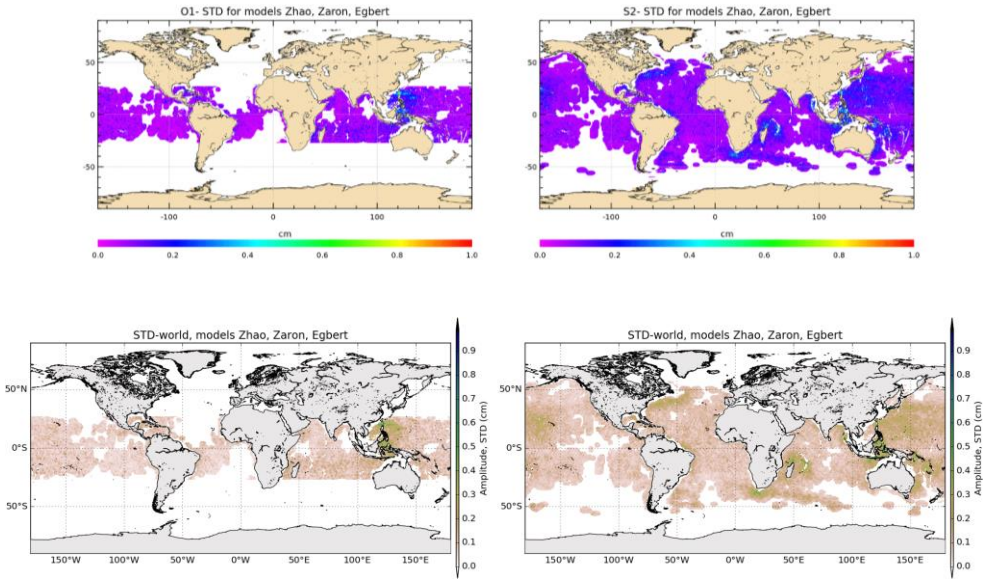 O1- STD for models Zhao, Zaron, Egbert
50
0
-50
-100 0 100
cm
0.0 0.2 0.4 0.6 0.8 1.0
S2- STD for models Zhao, Zaron, Egbert
50
0
-50
-100 0 100
cm
0.0 0.2 0.4 0.6 0.8 1.0
STD-world, models Zhao, Zaron, Egbert
50°N
0°S
50°S
150°W 100°W 50°W 0°W 50°E 100°E 150°E
0.9
0.8
0.7
0.6
0.5
0.4
0.3
0.2
0.1
0.0
Amplitude, STD (cm)
STD-world, models Zhao, Zaron, Egbert
50°N
0°S
50°S
150°W 100°W 50°W 0°W 50°E 100°E 150°E
0.9
0.8
0.7
0.6
0.5
0.4
0.3
0.2
0.1
0.0
Amplitude, STD (cm)